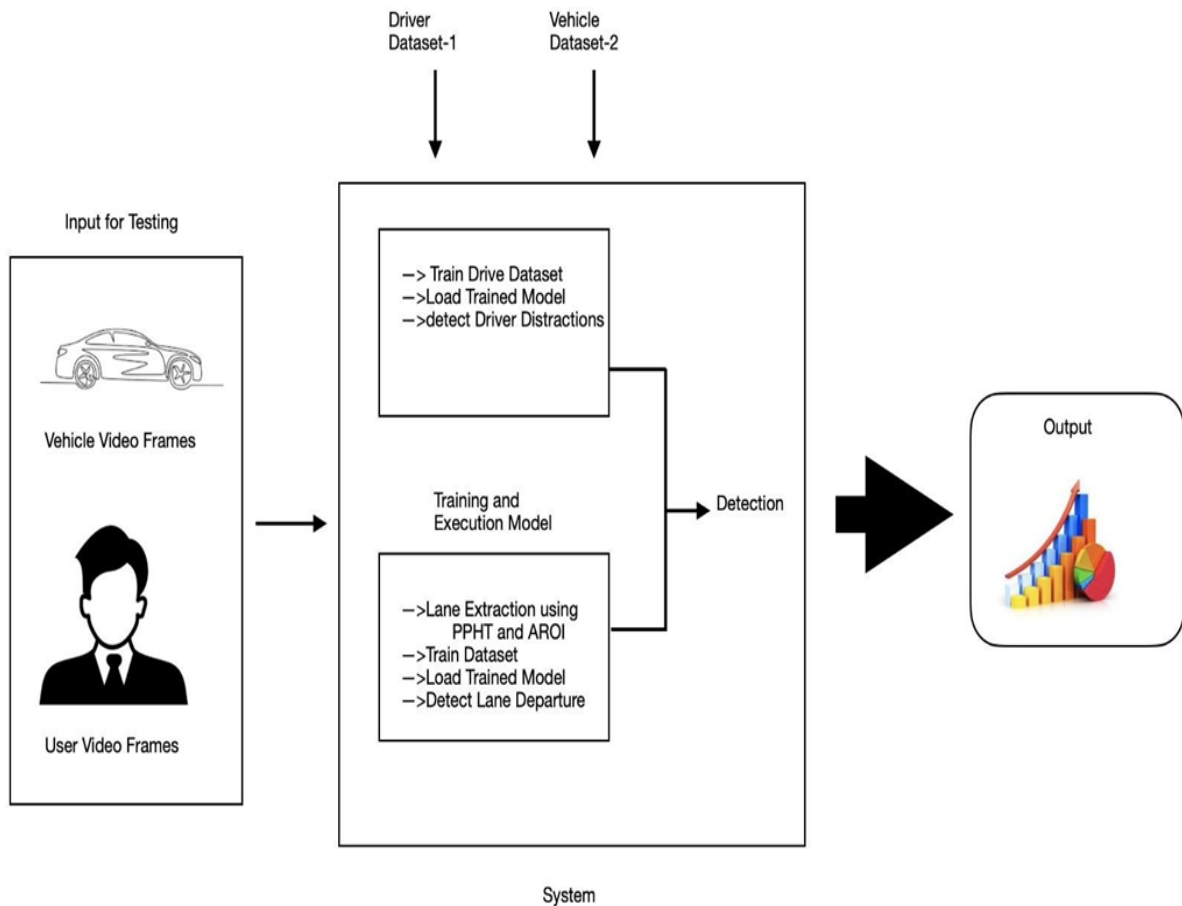 Driver
Dataset-1
Vehicle
Dataset-2
Input for Testing
Vehicle Video Frames
User Video Frames
—> Train Drive Dataset
—>Load Trained Model
—>detect Driver Distractions
Training and
Execution Model
—>Lane Extraction using
PPHT and AROI
—>Train Dataset
—>Load Trained Model
—>Detect Lane Departure
Detection
Output
System